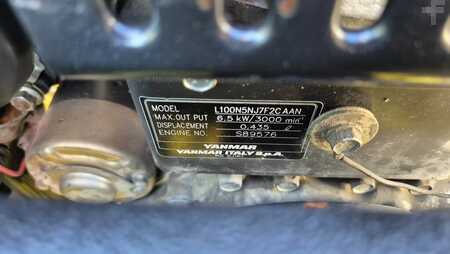 MODEL L100N5NJ7F2CAAN
MAX.OUT PUT 6.5 kW/3000 min⁻¹
DISPLACEMENT 0.435 ℓ
ENGINE NO. S89576
YANMAR
YANMAR ITALY S.p.A.